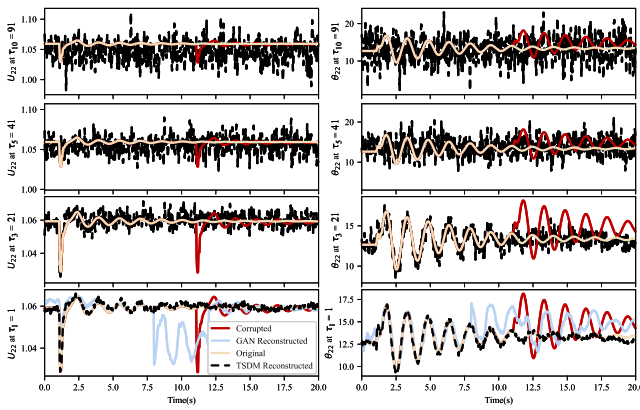 1.10
1.05
1.00
U22 at τ10 = 91
20
10
θ22 at τ10 = 91
1.10
1.05
1.00
U22 at τ5 = 41
20
10
θ22 at τ5 = 41
1.06
1.04
U22 at τ3 = 21
15
10
θ22 at τ3 = 21
1.06
1.04
U22 at τ1 = 1
Corrupted
GAN Reconstructed
Original
TSDM Reconstructed
17.5
15.0
12.5
10.0
θ22 at τ1 = 1
0.0 2.5 5.0 7.5 10.0 12.5 15.0 17.5 20.0
Time(s)
0.0 2.5 5.0 7.5 10.0 12.5 15.0 17.5 20.0
Time(s)